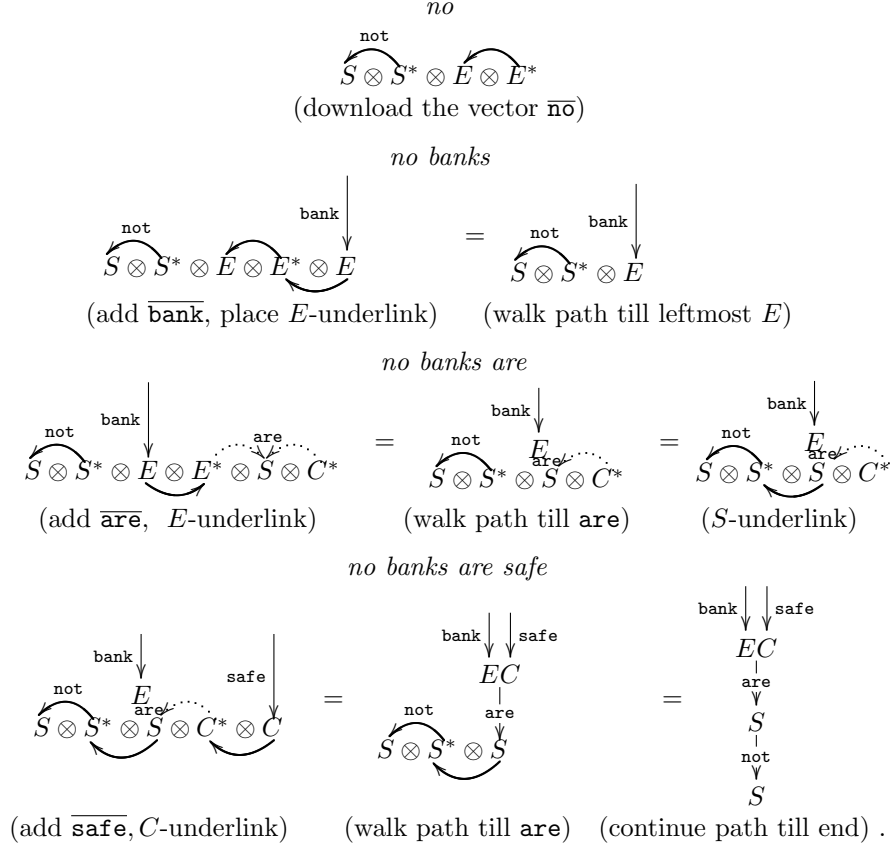 no
not
S ⊗ S* ⊗ E ⊗ E*
(download the vector no)
no banks
not bank = not bank
S ⊗ S* ⊗ E ⊗ E* ⊗ E S ⊗ S* ⊗ E
(add bank, place E-underlink) (walk path till leftmost E)
no banks are
bank bank bank
not are = not E = not E
are are
S ⊗ S* ⊗ E ⊗ E* ⊗ S ⊗ C* S ⊗ S* ⊗ S ⊗ C* S ⊗ S* ⊗ S ⊗ C*
(add are, E-underlink) (walk path till are) (S-underlink)
no banks are safe
bank safe
bank safe
EC
bank
safe
EC
are
not E
are
= not are = S
S ⊗ S* ⊗ S ⊗ C* ⊗ C S ⊗ S* ⊗ S
not
S
(add safe, C-underlink) (walk path till are) (continue path till end) .